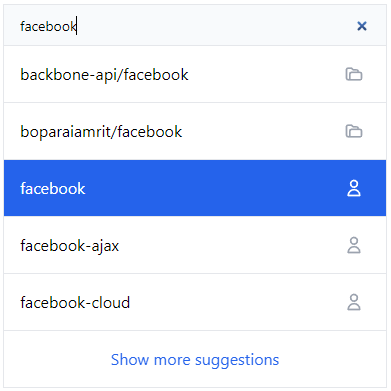 facebook
backbone-api/facebook
boparaiamrit/facebook
facebook
facebook-ajax
facebook-cloud
Show more suggestions